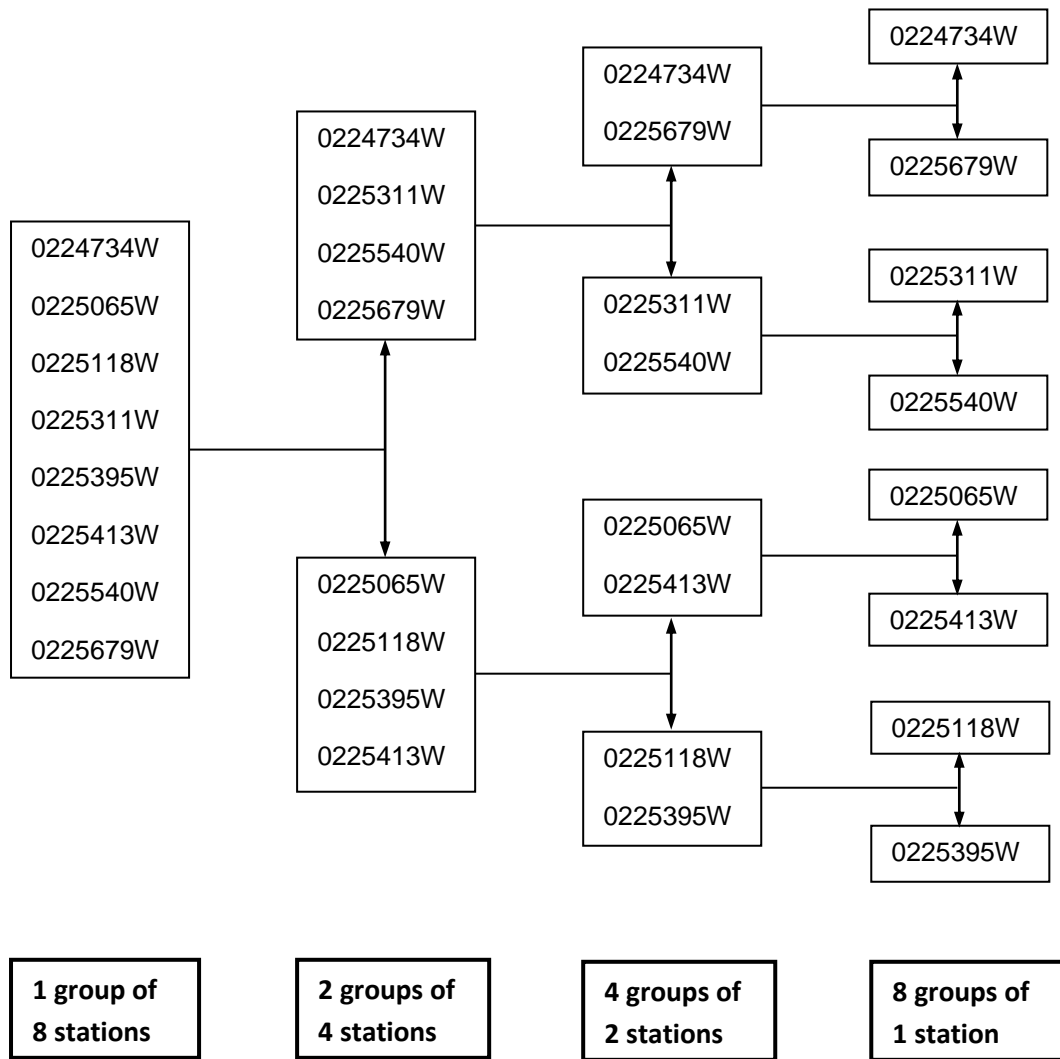 0224734W
0225065W
0225118W
0225311W
0225395W
0225413W
0225540W
0225679W
0224734W
0225311W
0225540W
0225679W
0225065W
0225118W
0225395W
0225413W
0224734W
0225679W
0225311W
0225540W
0225065W
0225413W
0225118W
0225395W
0224734W
0225679W
0225311W
0225540W
0225065W
0225413W
0225118W
0225395W
1 group of
8 stations
2 groups of
4 stations
4 groups of
2 stations
8 groups of
1 station